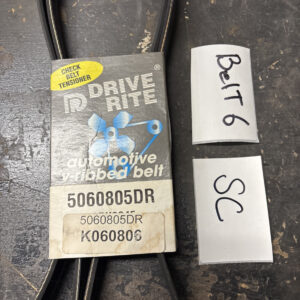 CHECK
BELT
TENSIONER
DRIVE
RITE
automotive
v-ribbed belt
5060805DR
5060805DR
K060806
BelT 6
SC